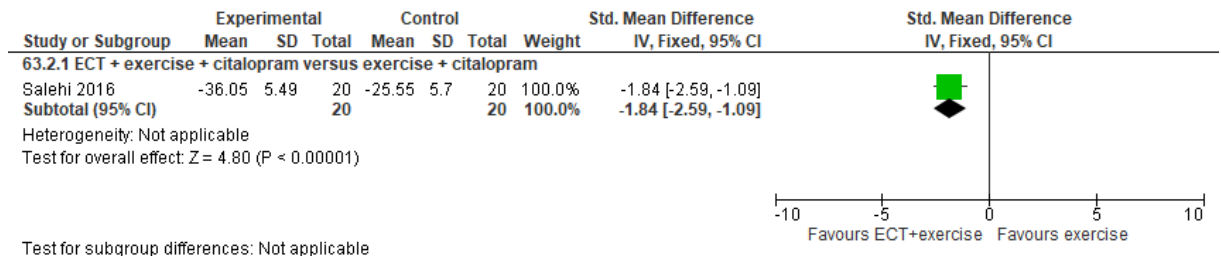 Experimental Control Std. Mean Difference Std. Mean Difference
Study or Subgroup Mean SD Total Mean SD Total Weight IV, Fixed, 95% CI IV, Fixed, 95% CI
63.2.1 ECT + exercise + citalopram versus exercise + citalopram
Salehi 2016 -36.05 5.49 20 -25.55 5.7 20 100.0% -1.84 [-2.59, -1.09]
Subtotal (95% CI) 20 20 100.0% -1.84 [-2.59, -1.09]
Heterogeneity: Not applicable
Test for overall effect: Z = 4.80 (P < 0.00001)
-10 -5 0 5 10
Favours ECT+exercise Favours exercise
Test for subgroup differences: Not applicable